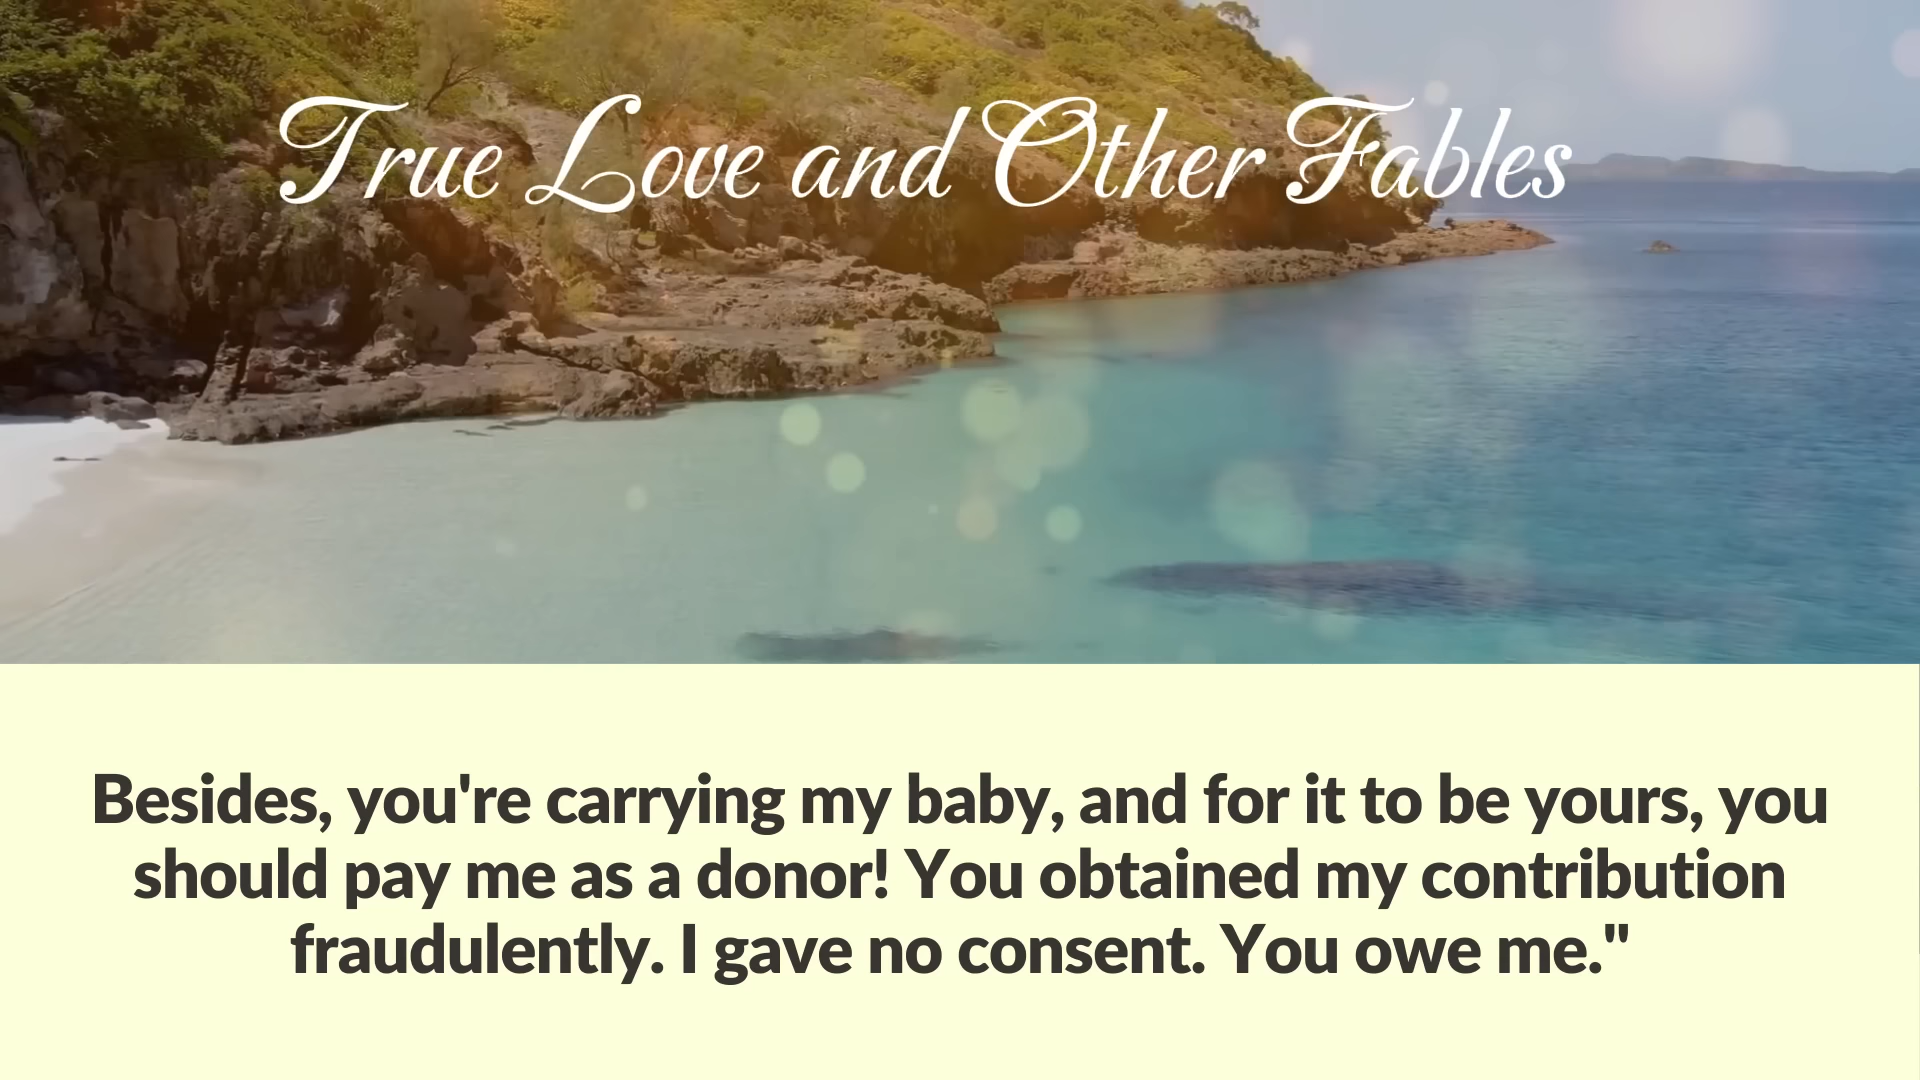 True Love and Other Fables
Besides, you're carrying my baby, and for it to be yours, you
should pay me as a donor! You obtained my contribution
fraudulently. I gave no consent. You owe me."